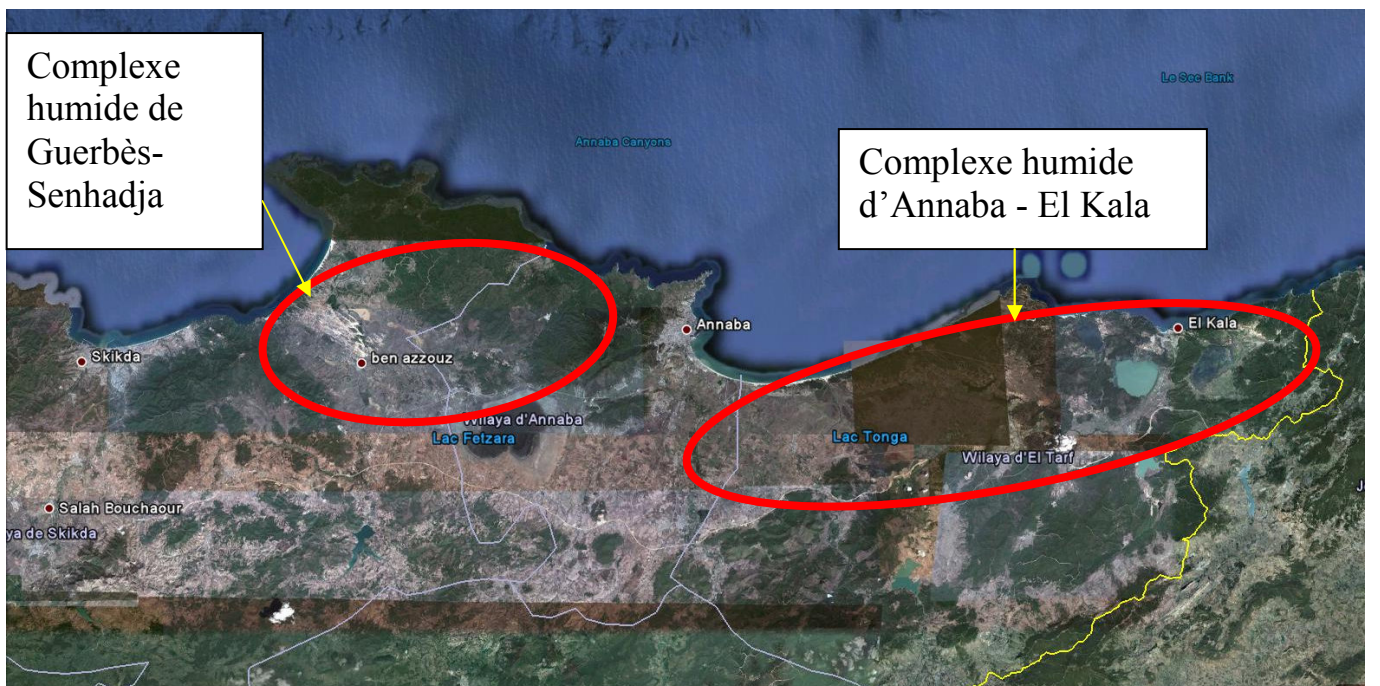 Complexe
humide de
Guerbès-
Senhadja
Le Sec Bank
Annaba Canyons
Complexe humide
d’Annaba - El Kala
Annaba
El Kala
Skikda
ben azzouz
Wilaya d'Annaba
Lac Fetzara
Lac Tonga
Wilaya d'El Tarf
Salah Bouchaour
ya de Skikda